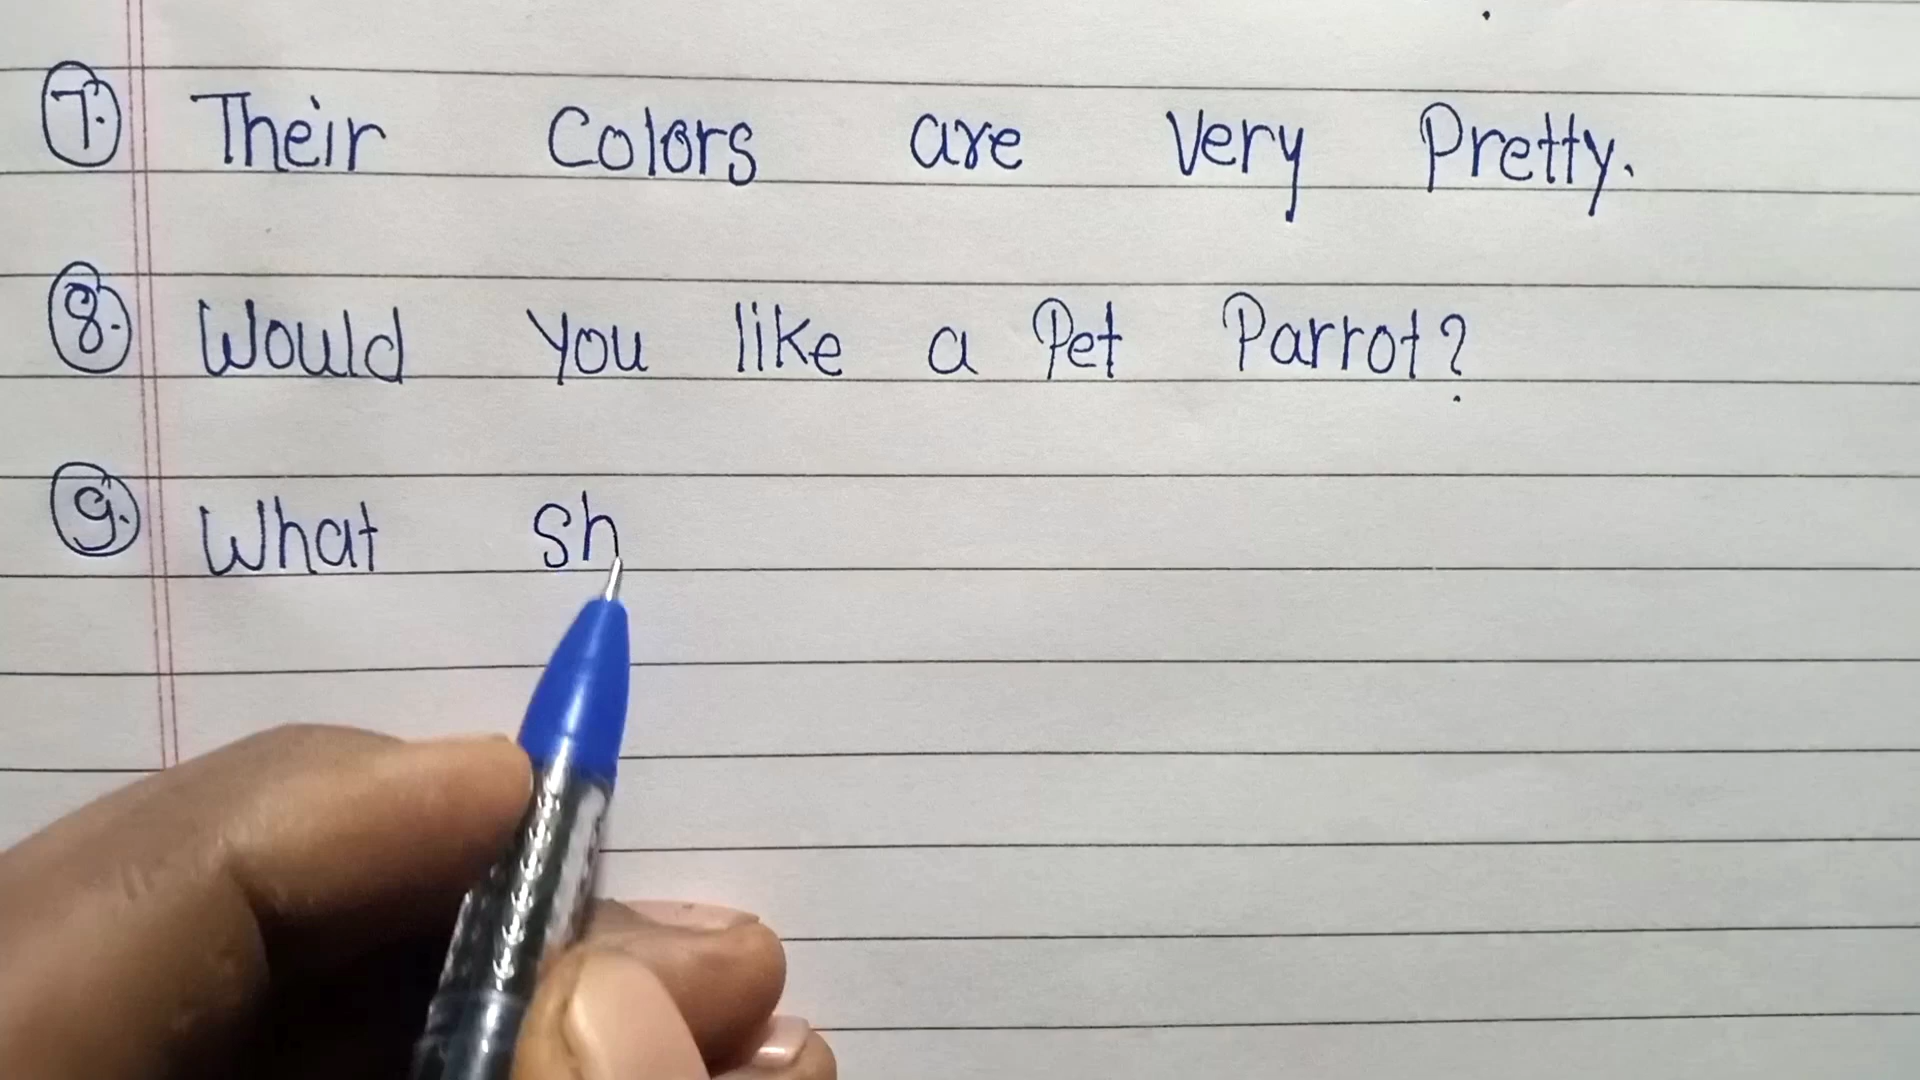 7. Their Colors are Very Pretty.
8. Would you like a Pet Parrot?
9. What sh